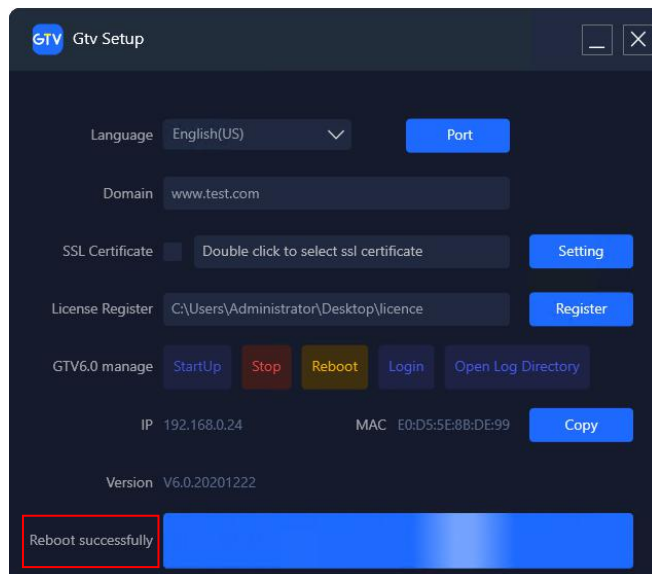 GTV Gtv Setup
Language English(US) Port
Domain www.test.com
SSL Certificate Double click to select ssl certificate Setting
License Register C:\Users\Administrator\Desktop\licence Register
GTV6.0 manage StartUp Stop Reboot Login Open Log Directory
IP 192.168.0.24 MAC E0:D5:5E:8B:DE:99 Copy
Version V6.0.20201222
Reboot successfully